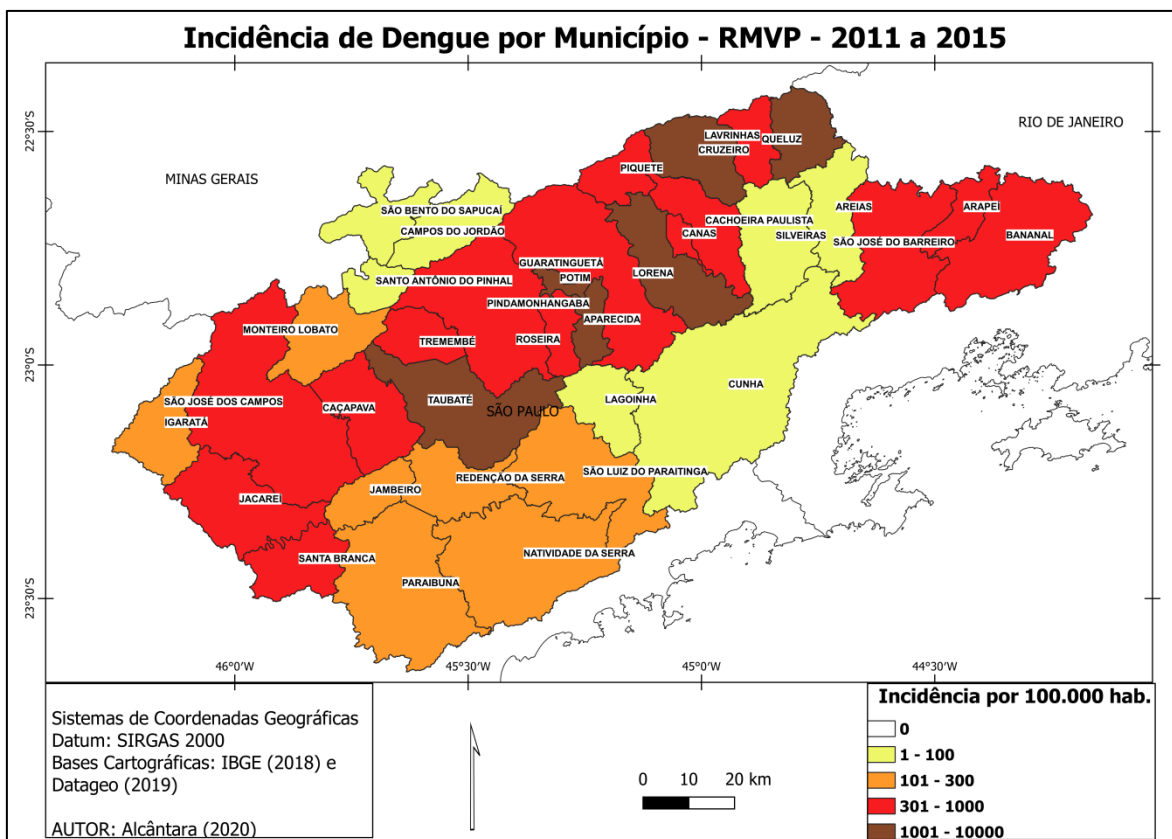 Incidência de Dengue por Município - RMVP - 2011 a 2015
22°30'S
23°0'S
23°30'S
MINAS GERAIS
RIO DE JANEIRO
SÃO PAULO
LAVRINHAS
QUELUZ
CRUZEIRO
PIQUETE
SÃO BENTO DO SAPUCAÍ
CAMPOS DO JORDÃO
CACHOEIRA PAULISTA
CANAS
SILVEIRAS
AREIAS
SÃO JOSÉ DO BARREIRO
ARAPEÍ
BANANAL
GUARATINGUETÁ
LORENA
SANTO ANTÔNIO DO PINHAL
POTIM
PINDAMONHANGABA
APARECIDA
MONTEIRO LOBATO
TREMEMBÉ
ROSEIRA
CUNHA
SÃO JOSÉ DOS CAMPOS
CAÇAPAVA
TAUBATÉ
LAGOINHA
IGARATÁ
SÃO LUIZ DO PARAITINGA
REDENÇÃO DA SERRA
JAMBEIRO
JACAREÍ
NATIVIDADE DA SERRA
SANTA BRANCA
PARAIBUNA
46°0'W
45°30'W
45°0'W
44°30'W
Sistemas de Coordenadas Geográficas
Datum: SIRGAS 2000
Bases Cartográficas: IBGE (2018) e
Datageo (2019)
AUTOR: Alcântara (2020)
0 10 20 km
Incidência por 100.000 hab.
0
1 - 100
101 - 300
301 - 1000
1001 - 10000